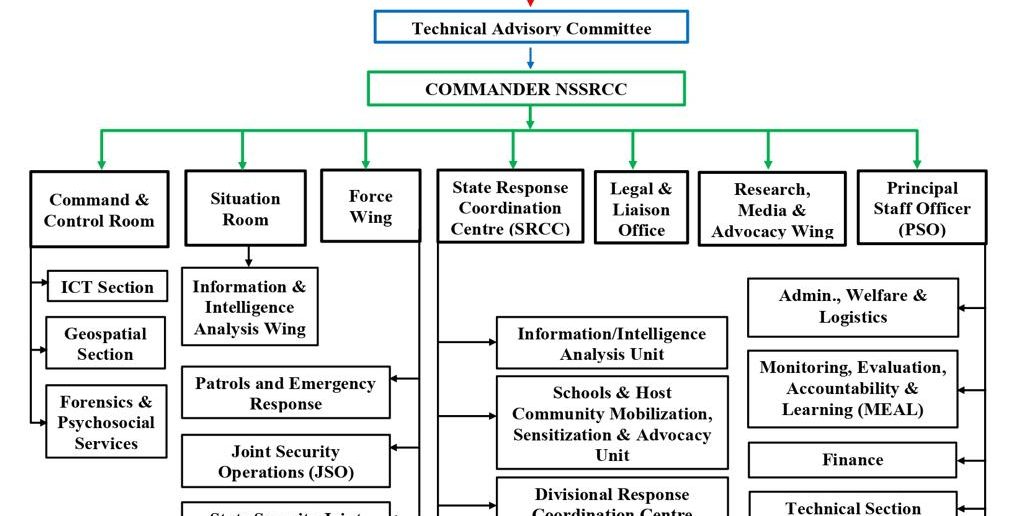 Technical Advisory Committee
COMMANDER NSSRCC
Command &
Control Room
Situation
Room
Force
Wing
State Response
Coordination
Centre (SRCC)
Legal &
Liaison
Office
Research,
Media &
Advocacy Wing
Principal
Staff Officer
(PSO)
ICT Section
Geospatial
Section
Forensics &
Psychosocial
Services
Information &
Intelligence
Analysis Wing
Patrols and Emergency
Response
Joint Security
Operations (JSO)
State Security Joint
Information/Intelligence
Analysis Unit
Schools & Host
Community Mobilization,
Sensitization & Advocacy
Unit
Divisional Response
Coordination Centre
Admin., Welfare &
Logistics
Monitoring, Evaluation,
Accountability &
Learning (MEAL)
Finance
Technical Section